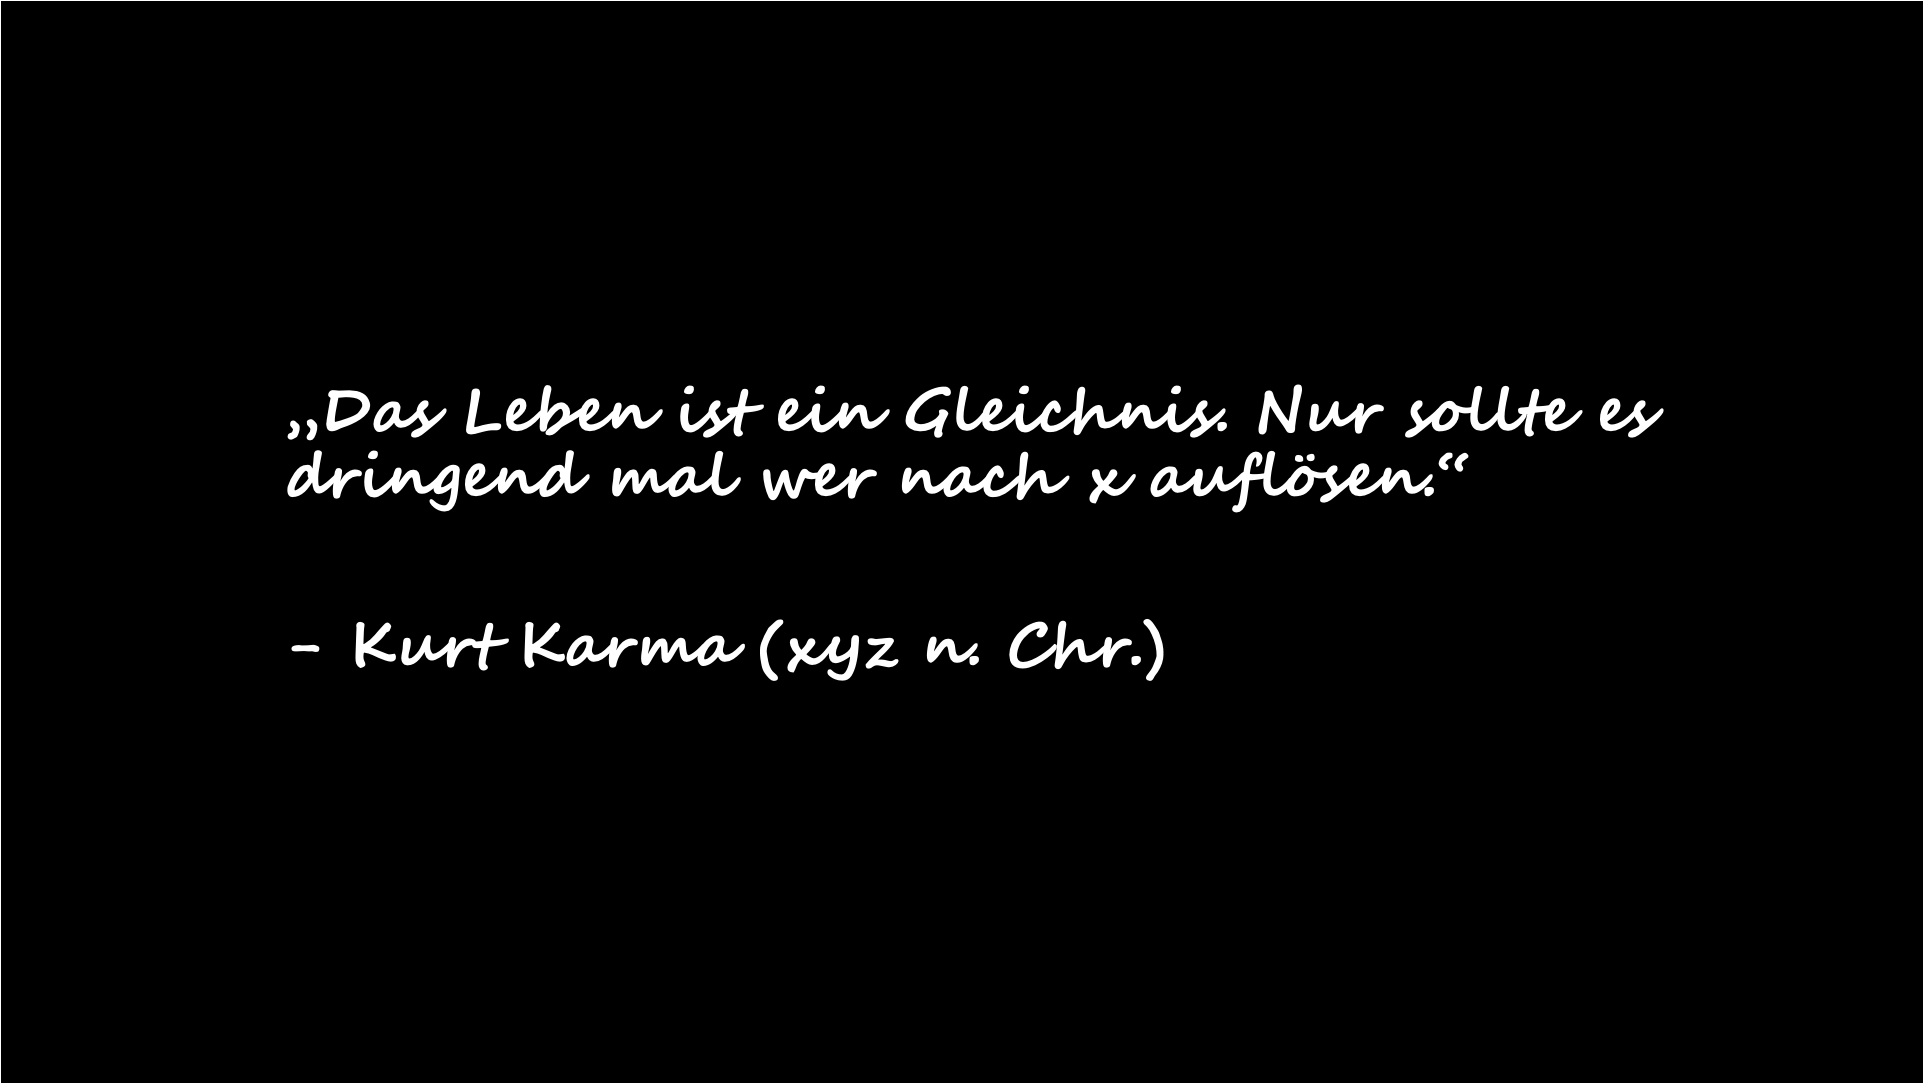 „Das Leben ist ein Gleichnis. Nur sollte es
dringend mal wer nach x auflösen.“
- Kurt Karma (xyz n. Chr.)